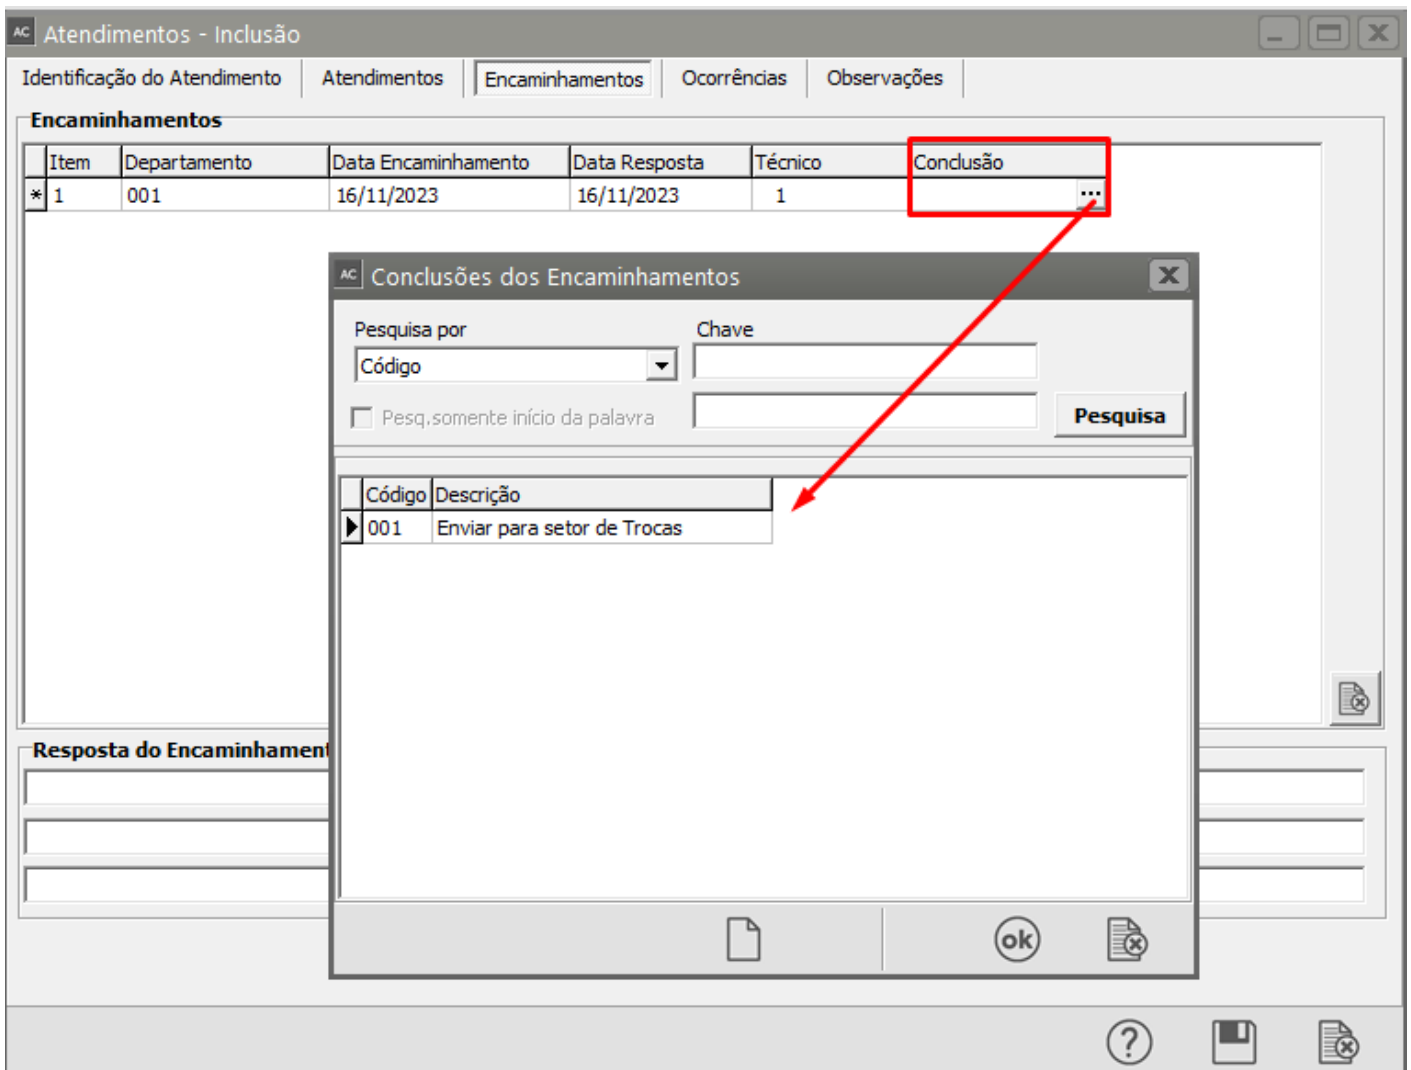 AC Atendimentos - Inclusão
Identificação do Atendimento Atendimentos Encaminhamentos Ocorrências Observações
Encaminhamentos
Item Departamento Data Encaminhamento Data Resposta Técnico Conclusão
* 1 001 16/11/2023 16/11/2023 1 ...
AC Conclusões dos Encaminhamentos
Pesquisa por Chave
Código
Pesq.somente início da palavra Pesquisa
Código Descrição
001 Enviar para setor de Trocas
Resposta do Encaminhament
ok
?